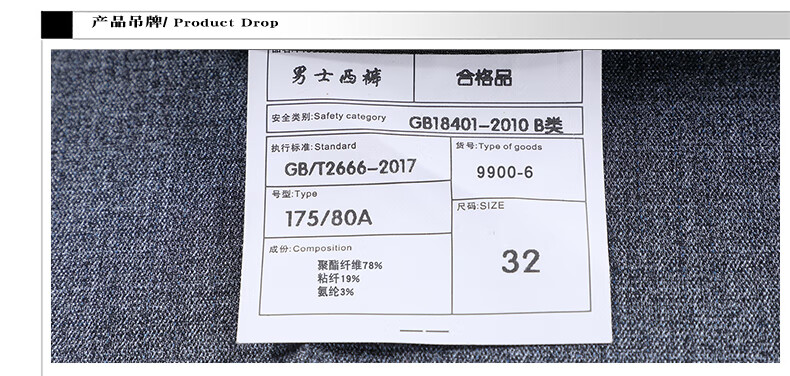 产品吊牌/ Product Drop
男士西裤
合格品
安全类别:Safety category GB18401-2010 B类
执行标准: Standard
GB/T2666-2017
货号:Type of goods
9900-6
号型:Type
175/80A
尺码:SIZE
32
成份:Composition
聚酯纤维78%
粘纤19%
氨纶3%